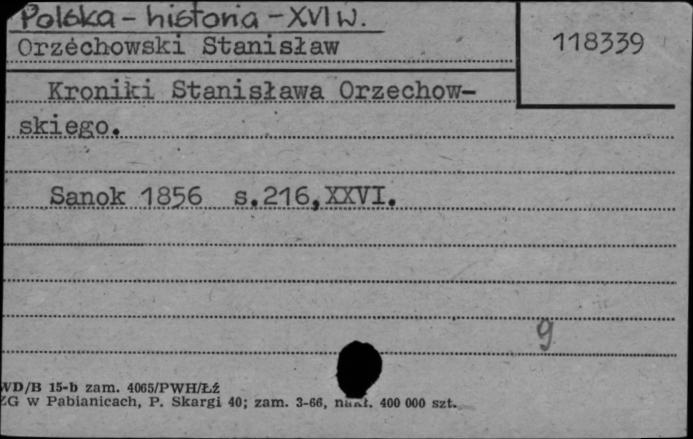 Polska - historia - XVI w.
Orzechowski Stanisław
118339
Kroniki Stanisława Orzechow-
skiego.
Sanok 1856 s.216,XXVI.
g
WD/B 15-b zam. 4065/PWH/Łź
ZG w Pabianicach, P. Skargi 40; zam. 3-66, nakł. 400 000 szt.